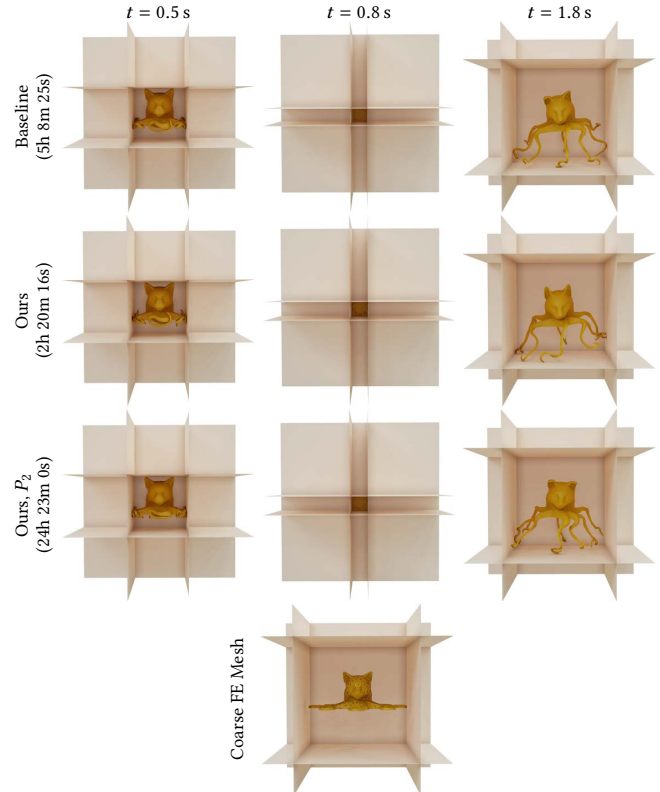 t = 0.5 s
t = 0.8 s
t = 1.8 s
Baseline
(5h 8m 25s)
Ours
(2h 20m 16s)
Ours, P₂
(24h 23m 0s)
Coarse FE Mesh